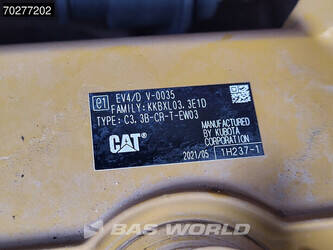 70277202
e1 EV4/D V-0035
FAMILY: KKBXL03.3E1D
TYPE: C3.3B-CR-T-EW03
CAT
MANUFACTURED
BY KUBOTA
CORPORATION
2021/05 1H237-1
BAS WORLD